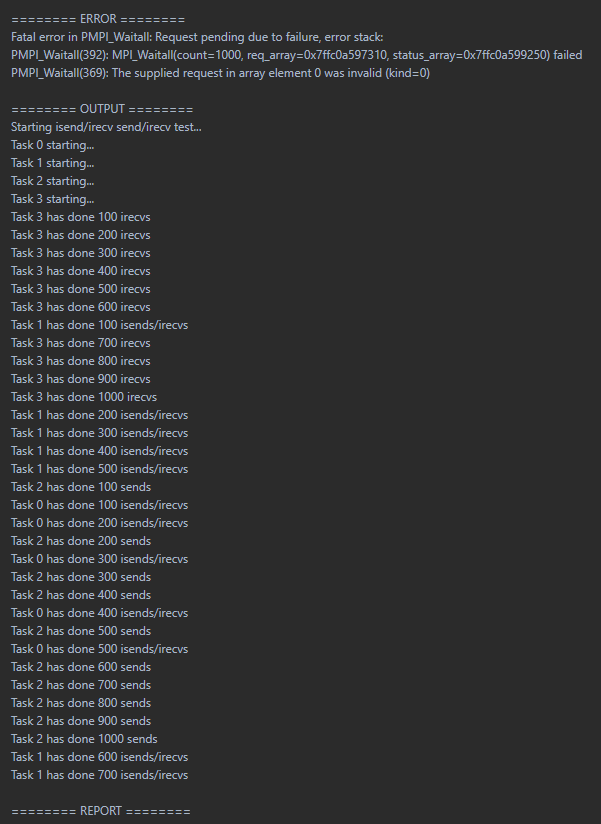 ======== ERROR ========
Fatal error in PMPI_Waitall: Request pending due to failure, error stack:
PMPI_Waitall(392): MPI_Waitall(count=1000, req_array=0x7ffc0a597310, status_array=0x7ffc0a599250) failed
PMPI_Waitall(369): The supplied request in array element 0 was invalid (kind=0)
======== OUTPUT ========
Starting isend/irecv send/irecv test...
Task 0 starting...
Task 1 starting...
Task 2 starting...
Task 3 starting...
Task 3 has done 100 irecvs
Task 3 has done 200 irecvs
Task 3 has done 300 irecvs
Task 3 has done 400 irecvs
Task 3 has done 500 irecvs
Task 3 has done 600 irecvs
Task 1 has done 100 isends/irecvs
Task 3 has done 700 irecvs
Task 3 has done 800 irecvs
Task 3 has done 900 irecvs
Task 3 has done 1000 irecvs
Task 1 has done 200 isends/irecvs
Task 1 has done 300 isends/irecvs
Task 1 has done 400 isends/irecvs
Task 1 has done 500 isends/irecvs
Task 2 has done 100 sends
Task 0 has done 100 isends/irecvs
Task 0 has done 200 isends/irecvs
Task 2 has done 200 sends
Task 0 has done 300 isends/irecvs
Task 2 has done 300 sends
Task 2 has done 400 sends
Task 0 has done 400 isends/irecvs
Task 2 has done 500 sends
Task 0 has done 500 isends/irecvs
Task 2 has done 600 sends
Task 2 has done 700 sends
Task 2 has done 800 sends
Task 2 has done 900 sends
Task 2 has done 1000 sends
Task 1 has done 600 isends/irecvs
Task 1 has done 700 isends/irecvs
======== REPORT ========